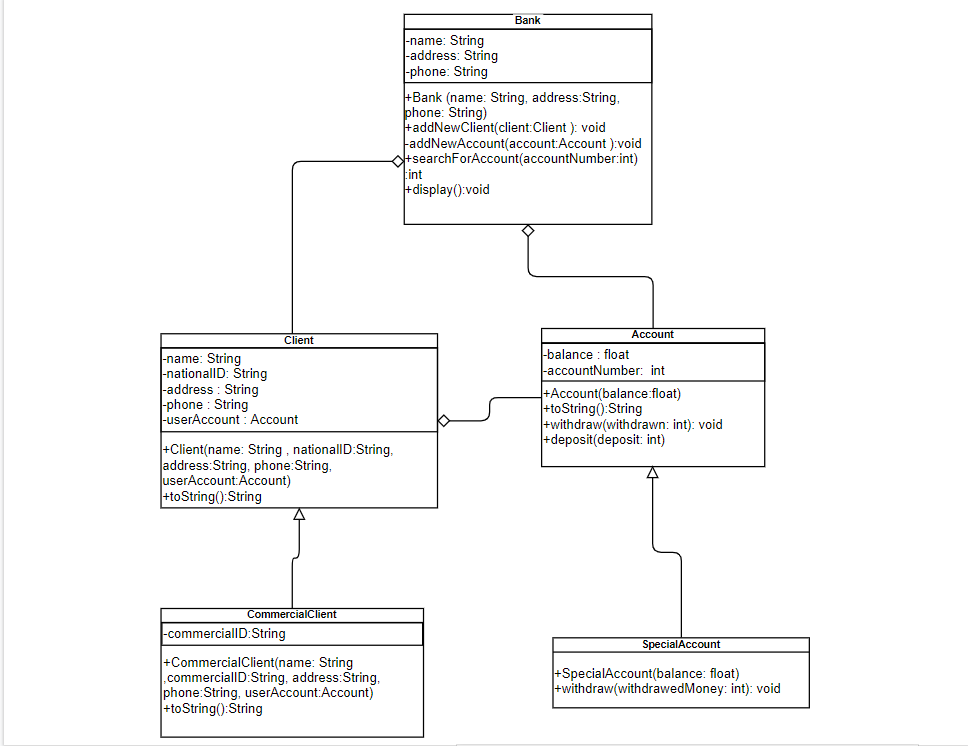 Bank
-name: String
-address: String
-phone: String
+Bank (name: String, address:String,
phone: String)
+addNewClient(client:Client ): void
-addNewAccount(account:Account ):void
+searchForAccount(accountNumber:int)
:int
+display():void
Client
-name: String
-nationalID: String
-address : String
-phone : String
-userAccount : Account
+Client(name: String , nationalID:String,
address:String, phone:String,
userAccount:Account)
+toString():String
Account
-balance : float
-accountNumber:  int
+Account(balance:float)
+toString():String
+withdraw(withdrawn: int): void
+deposit(deposit: int)
CommercialClient
-commercialID:String
+CommercialClient(name: String
,commercialID:String, address:String,
phone:String, userAccount:Account)
+toString():String
SpecialAccount
+SpecialAccount(balance: float)
+withdraw(withdrawedMoney: int): void